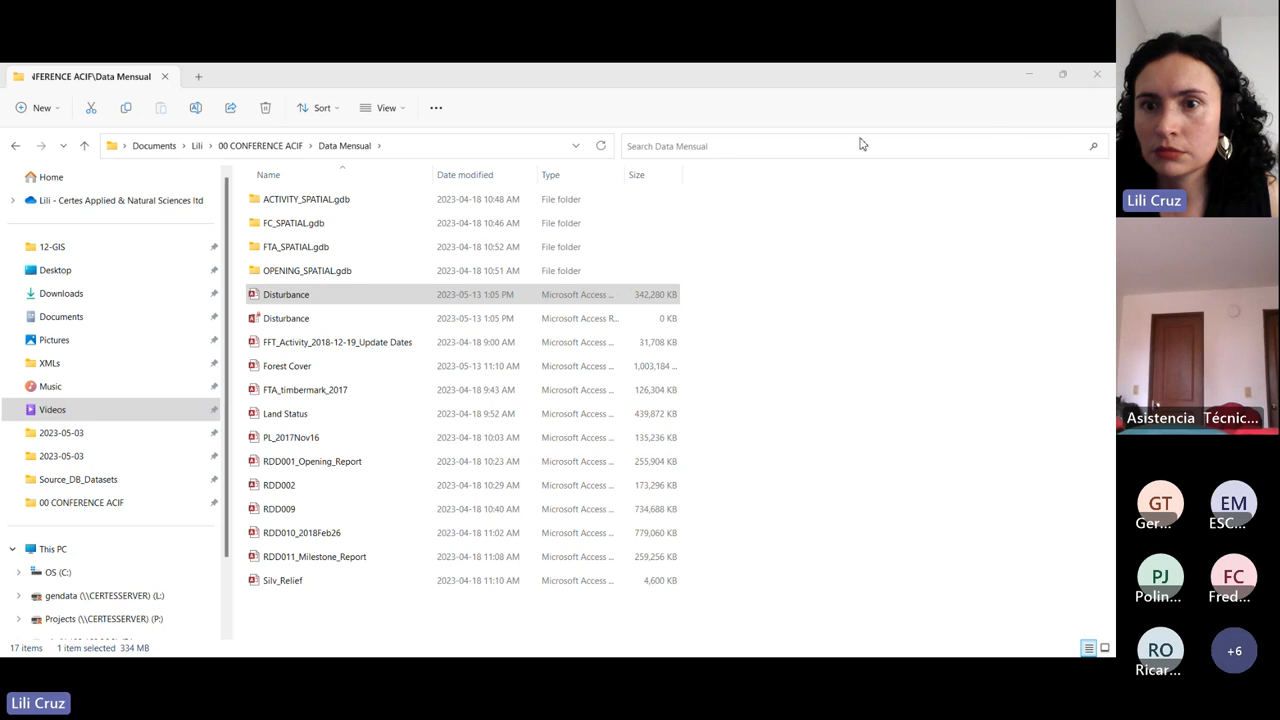 NFERENCE ACIF\Data Mensual
New
Sort
View
Documents > Lili > 00 CONFERENCE ACIF > Data Mensual >
Search Data Mensual
Home
Lili - Certes Applied & Natural Sciences ltd
12-GIS
Desktop
Downloads
Documents
Pictures
XMLs
Music
Videos
2023-05-03
2023-05-03
Source_DB_Datasets
00 CONFERENCE ACIF
This PC
OS (C:)
gendata (\\CERTESSERVER) (L:)
Projects (\\CERTESSERVER) (P:)
Name Date modified Type Size
ACTIVITY_SPATIAL.gdb 2023-04-18 10:48 AM File folder
FC_SPATIAL.gdb 2023-04-18 10:46 AM File folder
FTA_SPATIAL.gdb 2023-04-18 10:52 AM File folder
OPENING_SPATIAL.gdb 2023-04-18 10:51 AM File folder
Disturbance 2023-05-13 1:05 PM Microsoft Access ... 342,280 KB
Disturbance 2023-05-13 1:05 PM Microsoft Access R... 0 KB
FFT_Activity_2018-12-19_Update Dates 2023-04-18 9:00 AM Microsoft Access ... 31,708 KB
Forest Cover 2023-05-13 11:10 AM Microsoft Access ... 1,003,184 ...
FTA_timbermark_2017 2023-04-18 9:43 AM Microsoft Access ... 126,304 KB
Land Status 2023-04-18 9:52 AM Microsoft Access ... 439,872 KB
PL_2017Nov16 2023-04-18 10:03 AM Microsoft Access ... 135,236 KB
RDD001_Opening_Report 2023-04-18 10:23 AM Microsoft Access ... 255,904 KB
RDD002 2023-04-18 10:29 AM Microsoft Access ... 173,296 KB
RDD009 2023-04-18 10:40 AM Microsoft Access ... 734,688 KB
RDD010_2018Feb26 2023-04-18 11:02 AM Microsoft Access ... 779,060 KB
RDD011_Milestone_Report 2023-04-18 11:08 AM Microsoft Access ... 259,256 KB
Silv_Relief 2023-04-18 11:10 AM Microsoft Access ... 4,600 KB
17 items 1 item selected 334 MB
Lili Cruz
Lili Cruz
Asistencia Técnic...
GT EM
Ger... ESC...
PJ FC
Polin... Fred...
RO +6
Ricar...